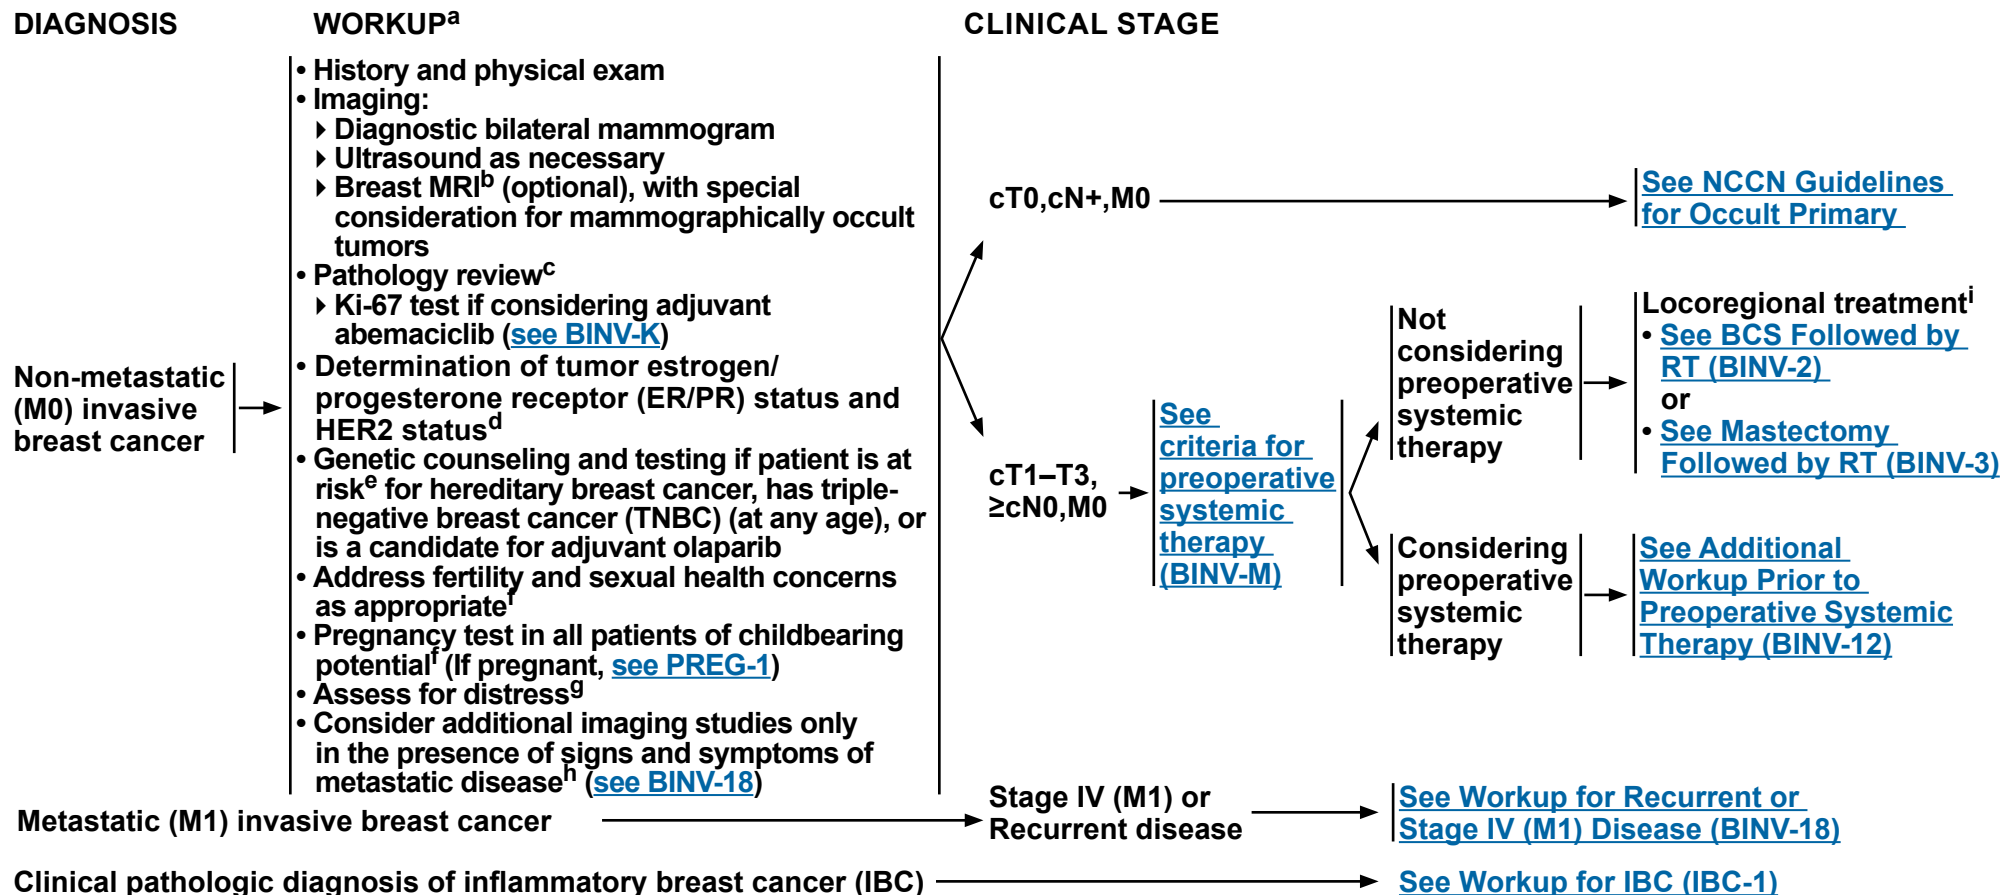 DIAGNOSIS
WORKUPa
CLINICAL STAGE
Non-metastatic
(M0) invasive
breast cancer
• History and physical exam
• Imaging:
▸ Diagnostic bilateral mammogram
▸ Ultrasound as necessary
▸ Breast MRIb (optional), with special
consideration for mammographically occult
tumors
• Pathology reviewc
▸ Ki-67 test if considering adjuvant
abemaciclib (see BINV-K)
• Determination of tumor estrogen/
progesterone receptor (ER/PR) status and
HER2 statusd
• Genetic counseling and testing if patient is at
riske for hereditary breast cancer, has triple-
negative breast cancer (TNBC) (at any age), or
is a candidate for adjuvant olaparib
• Address fertility and sexual health concerns
as appropriatef
• Pregnancy test in all patients of childbearing
potentialf (If pregnant, see PREG-1)
• Assess for distressg
• Consider additional imaging studies only
in the presence of signs and symptoms of
metastatic diseaseh (see BINV-18)
cT0,cN+,M0
See NCCN Guidelines
for Occult Primary
cT1–T3,
≥cN0,M0
See
criteria for
preoperative
systemic
therapy
(BINV-M)
Not
considering
preoperative
systemic
therapy
Locoregional treatmenti
• See BCS Followed by
RT (BINV-2)
or
• See Mastectomy
Followed by RT (BINV-3)
Considering
preoperative
systemic
therapy
See Additional
Workup Prior to
Preoperative Systemic
Therapy (BINV-12)
Metastatic (M1) invasive breast cancer
Stage IV (M1) or
Recurrent disease
See Workup for Recurrent or
Stage IV (M1) Disease (BINV-18)
Clinical pathologic diagnosis of inflammatory breast cancer (IBC)
See Workup for IBC (IBC-1)